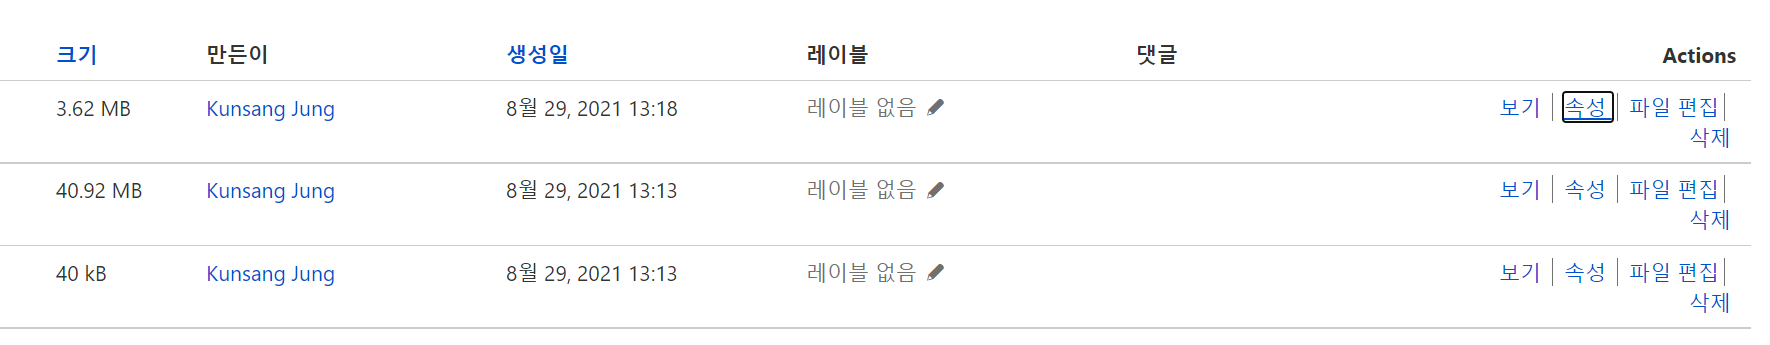 크기 만든이 생성일 레이블 댓글 Actions
3.62 MB Kunsang Jung 8월 29, 2021 13:18 레이블 없음 보기 | 속성 | 파일 편집 |
삭제
40.92 MB Kunsang Jung 8월 29, 2021 13:13 레이블 없음 보기 | 속성 | 파일 편집 |
삭제
40 kB Kunsang Jung 8월 29, 2021 13:13 레이블 없음 보기 | 속성 | 파일 편집 |
삭제